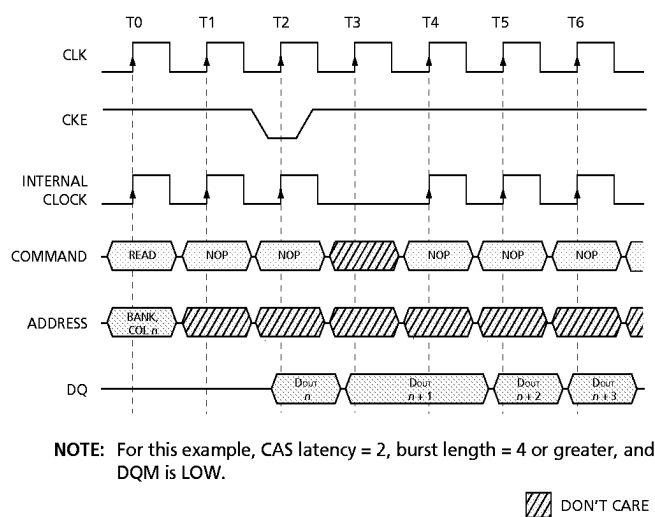 T0 T1 T2 T3 T4 T5 T6
CLK
CKE
INTERNAL
CLOCK
COMMAND READ NOP NOP NOP NOP NOP
ADDRESS BANK,
COL n
DQ DOUT DOUT DOUT DOUT
n n + 1 n + 2 n + 3
NOTE: For this example, CAS latency = 2, burst length = 4 or greater, and
DQM is LOW.
DON'T CARE